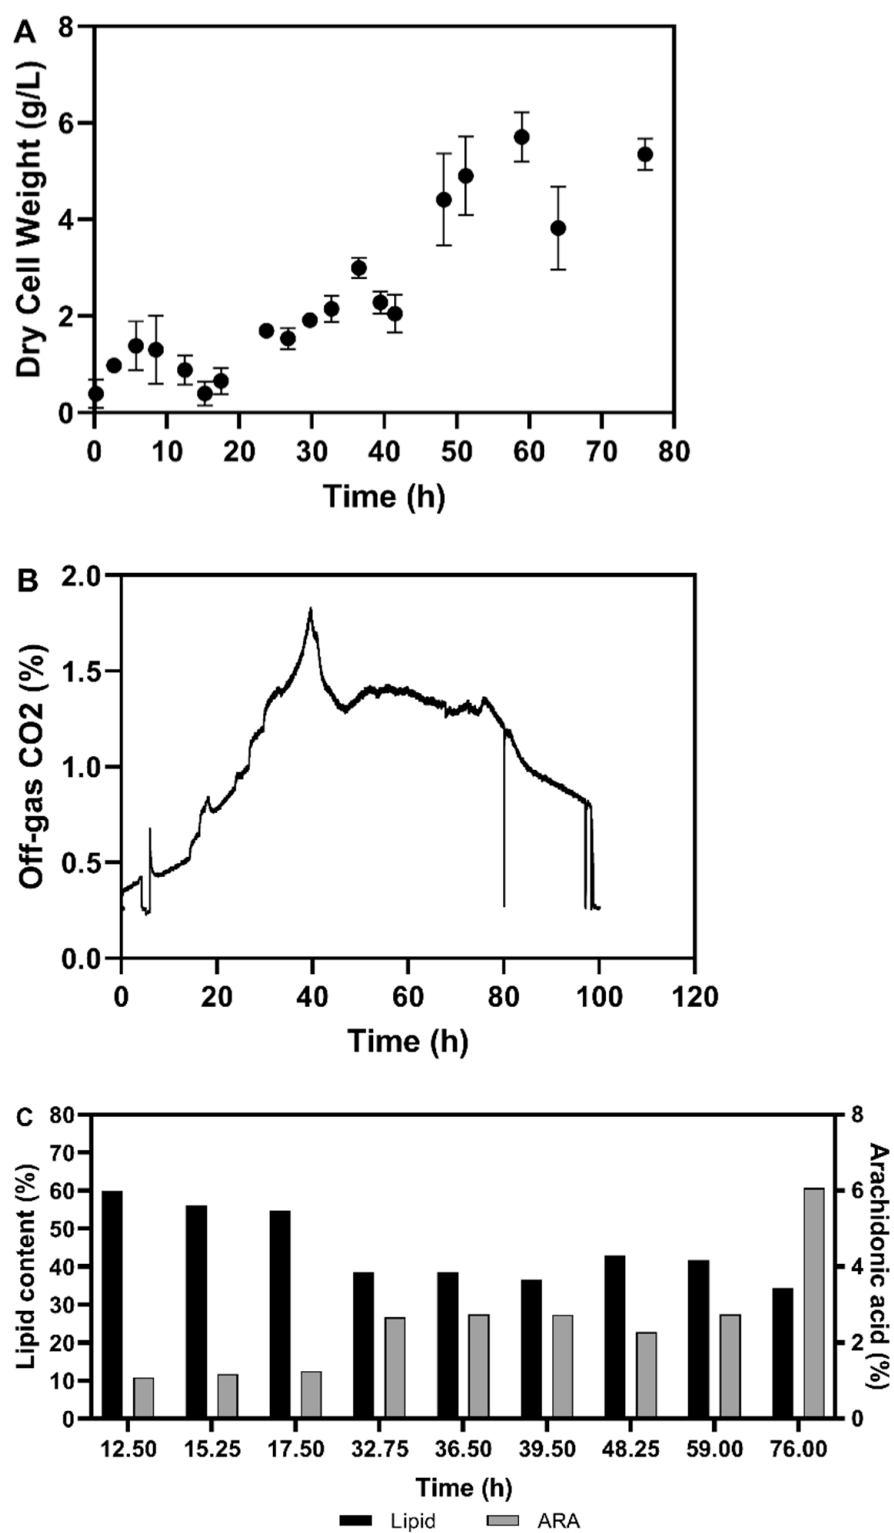 A
Dry Cell Weight (g/L)
8
6
4
2
0
0 10 20 30 40 50 60 70 80
Time (h)
B
Off-gas CO2 (%)
2.0
1.5
1.0
0.5
0.0
0 20 40 60 80 100 120
Time (h)
C
Lipid content (%)
80
70
60
50
40
30
20
10
0
8
6
4
2
0
Arachidonic acid (%)
12.50 15.25 17.50 32.75 36.50 39.50 48.25 59.00 76.00
Time (h)
Lipid ARA